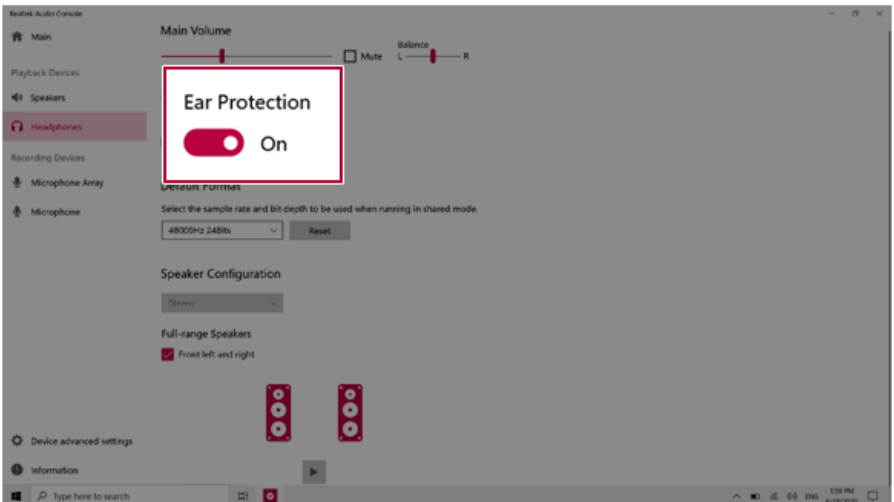 Realtek Audio Console
Main
Playback Devices
Speakers
Headphones
Recording Devices
Microphone Array
Microphone
Device advanced settings
Information
Main Volume
Mute
Balance
L R
Ear Protection
On
Default Format
Select the sample rate and bit depth to be used when running in shared mode.
48000Hz 24Bits
Reset
Speaker Configuration
Stereo
Full-range Speakers
Front left and right
Type here to search
ENG
1:59 PM